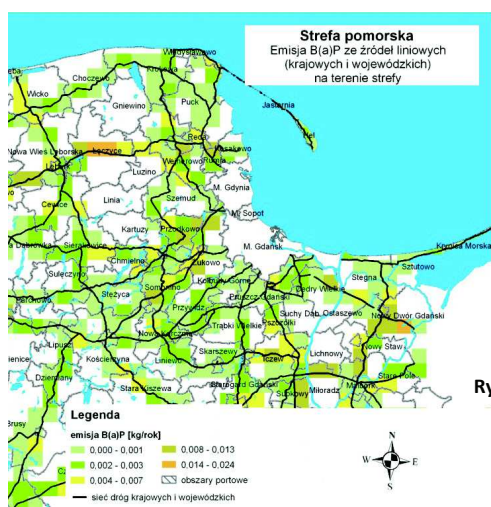 Strefa pomorska
Emisja B(a)P ze źródeł liniowych
(krajowych i wojewódzkich)
na terenie strefy
Władysławowo
Choczewo
Krokowa
Wicko
Puck
Gniewino
Jastarnia
Hel
Reda
Nowa Wieś Lęborska
Łęczyce
Kosakowo
Rumia
Wejherowo
Luzino
M. Gdynia
Cewice
Linia
Szemud
M. Sopot
Kartuzy
Przodkowo
M. Gdańsk
Dąbrówka
Sierakowice
Krynica Morska
Chmielno
Żukowo
Stegna
Sztutowo
Sulęczyno
Somonino
Kolbudy Górne
Pruszcz Gdański
Cedry Wielkie
Stężyca
Przywidz
Suchy Dąb
Ostaszewo
Nowy Dwór Gdański
Trąbki Wielkie
Pszczółki
Nowa Karczma
Lipusz
Kościerzyna
Liniewo
Skarszewy
Tczew
Lichnowy
Nowy Staw
Dziemiany
Stara Kiszewa
Starogard Gdański
Subkowy
Miłoradz
Malbork
Stare Pole
Brusy
Ry
Legenda
emisja B(a)P [kg/rok]
0,000 - 0,001
0,008 - 0,013
0,002 - 0,003
0,014 - 0,024
0,004 - 0,007
obszary portowe
sieć dróg krajowych i wojewódzkich
N
W
E
S